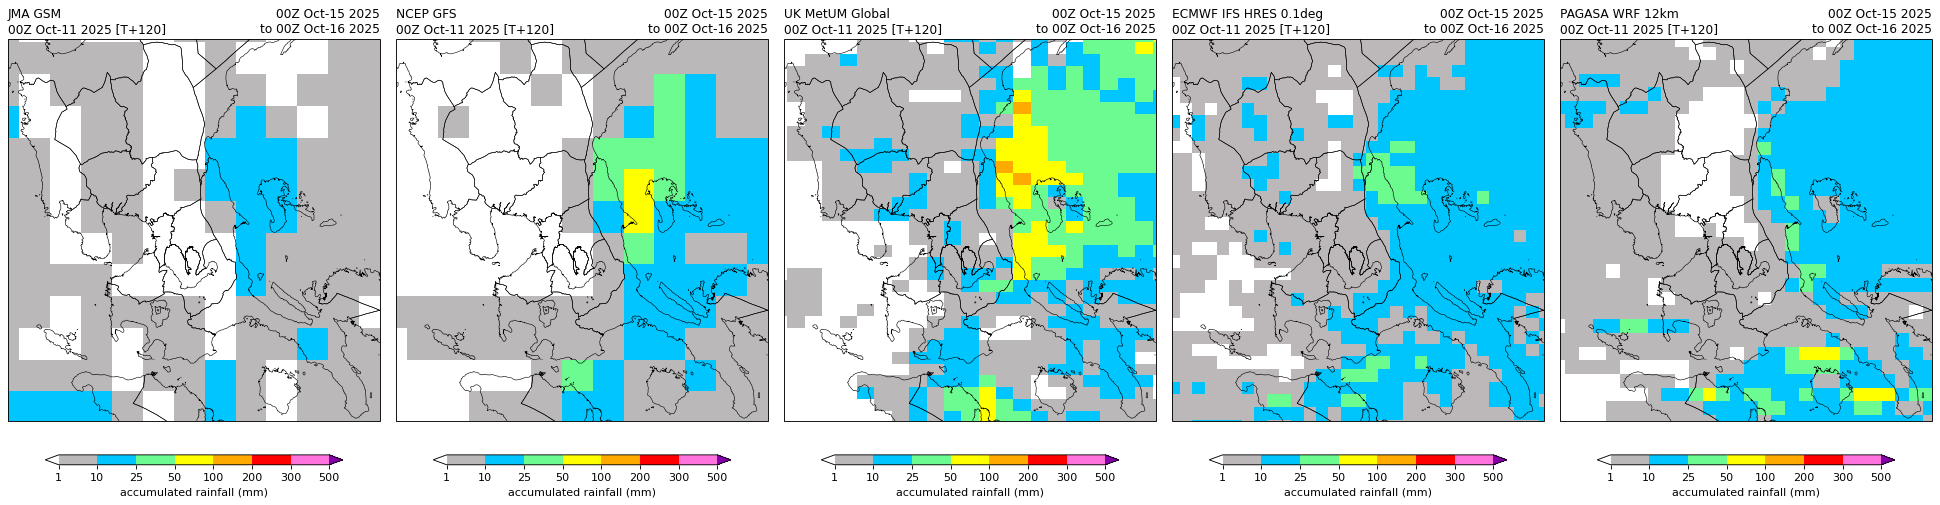 JMA GSM 00Z Oct-15 2025
00Z Oct-11 2025 [T+120] to 00Z Oct-16 2025
1 10 25 50 100 200 300 500
accumulated rainfall (mm)
NCEP GFS 00Z Oct-15 2025
00Z Oct-11 2025 [T+120] to 00Z Oct-16 2025
1 10 25 50 100 200 300 500
accumulated rainfall (mm)
UK MetUM Global 00Z Oct-15 2025
00Z Oct-11 2025 [T+120] to 00Z Oct-16 2025
1 10 25 50 100 200 300 500
accumulated rainfall (mm)
ECMWF IFS HRES 0.1deg 00Z Oct-15 2025
00Z Oct-11 2025 [T+120] to 00Z Oct-16 2025
1 10 25 50 100 200 300 500
accumulated rainfall (mm)
PAGASA WRF 12km 00Z Oct-15 2025
00Z Oct-11 2025 [T+120] to 00Z Oct-16 2025
1 10 25 50 100 200 300 500
accumulated rainfall (mm)